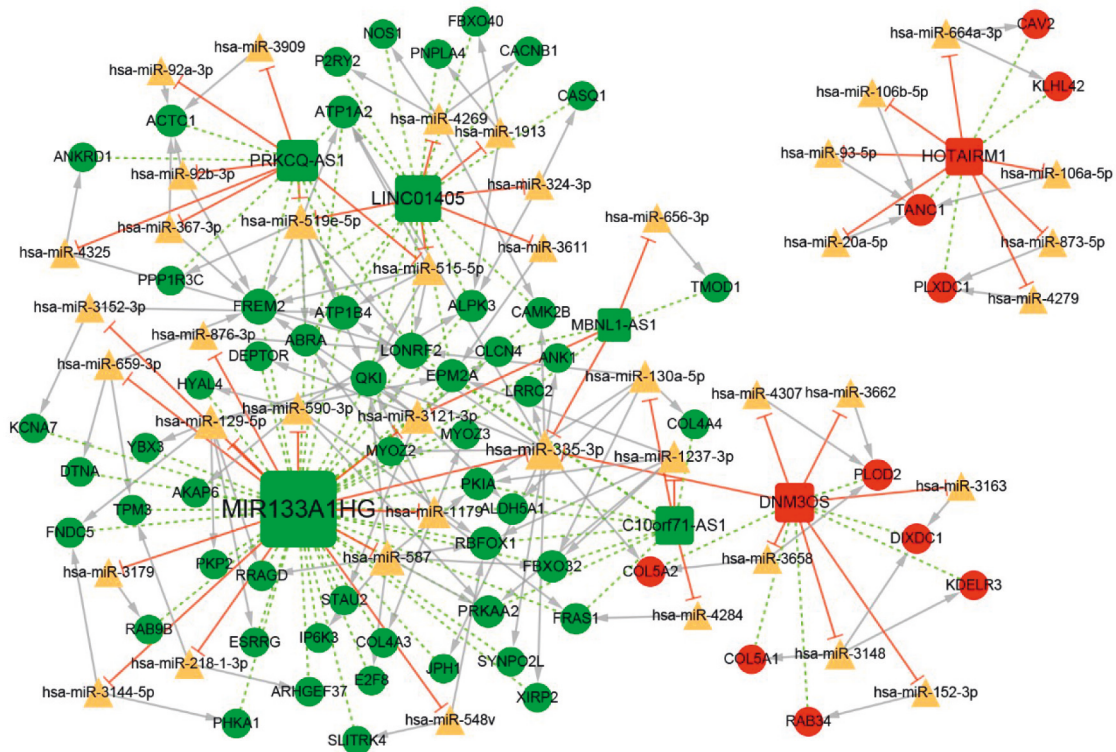 FBXO40
NOS1
hsa-miR-3909
PNPLA4
CACNB1
P2RY2
hsa-miR-92a-3p
CASQ1
ATP1A2
hsa-miR-4269
ACTC1
hsa-miR-1913
ANKRD1
PRKCQ-AS1
hsa-miR-92b-3p
LINC01405
hsa-miR-324-3p
hsa-miR-367-3p
hsa-miR-519e-5p
hsa-miR-656-3p
hsa-miR-4325
hsa-miR-3611
hsa-miR-515-5p
PPP1R3C
TMOD1
hsa-miR-3152-3p
FREM2
ATP1B4
ALPK3
CAMK2B
MBNL1-AS1
hsa-miR-876-3p
ABRA
DEPTOR
LONRF2
CLCN4
ANK1
hsa-miR-659-3p
QKI
EPM2A
hsa-miR-130a-5p
HYAL4
LRRC2
hsa-miR-590-3p
hsa-miR-3121-3p
KCNA7
hsa-miR-129-5p
COL4A4
YBX3
MYOZ3
MYOZ2
hsa-miR-335-3p
hsa-miR-1237-3p
DTNA
AKAP6
PKIA
TPM3
MIR133A1HG
ALDH5A1
FNDC5
hsa-miR-1179
C10orf71-AS1
RBFOX1
hsa-miR-587
PKP2
hsa-miR-3179
RRAGD
FBXO32
COL5A2
STAU2
PRKAA2
RAB9B
FRAS1
hsa-miR-4284
ESRRG
IP6K3
COL4A3
SYNPO2L
JPH1
hsa-miR-218-1-3p
E2F8
hsa-miR-3144-5p
ARHGEF37
XIRP2
PHKA1
hsa-miR-548v
SLITRK4
hsa-miR-664a-3p
CAV2
KLHL42
hsa-miR-106b-5p
hsa-miR-93-5p
HOTAIRM1
hsa-miR-106a-5p
TANC1
hsa-miR-20a-5p
hsa-miR-873-5p
PLXDC1
hsa-miR-4279
hsa-miR-4307
hsa-miR-3662
PLOD2
DNM3OS
hsa-miR-3163
DIXDC1
hsa-miR-3658
KDELR3
COL5A1
hsa-miR-3148
hsa-miR-152-3p
RAB34